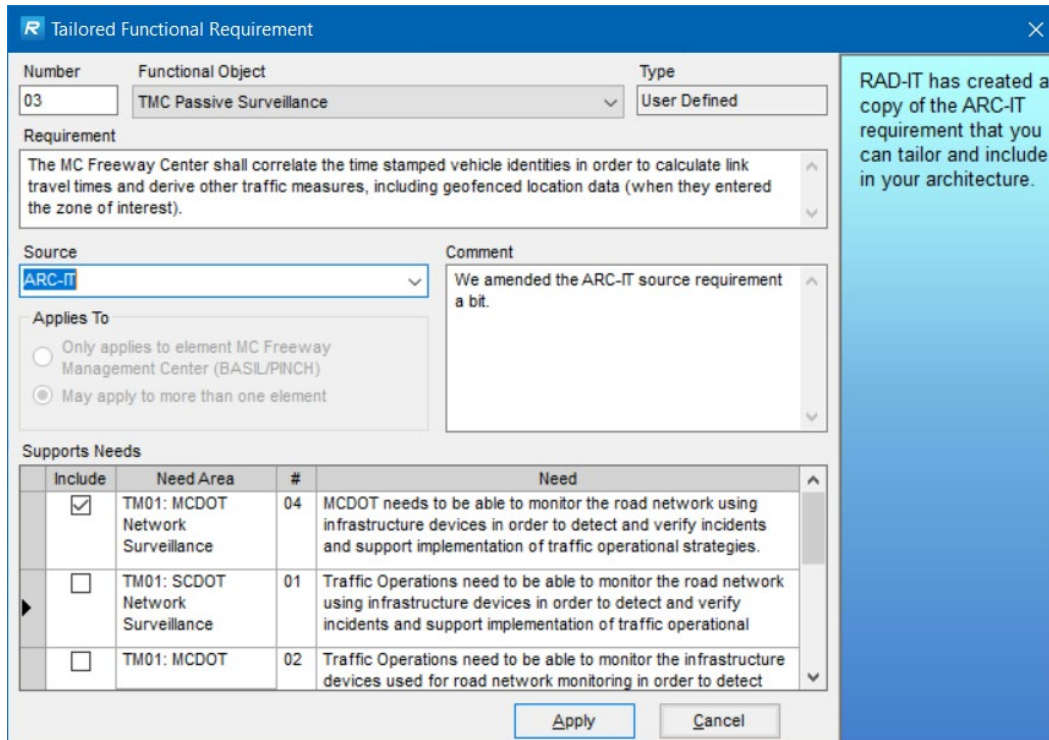 R Tailored Functional Requirement
Number Functional Object Type
03 TMC Passive Surveillance User Defined
Requirement
The MC Freeway Center shall correlate the time stamped vehicle identities in order to calculate link
travel times and derive other traffic measures, including geofenced location data (when they entered
the zone of interest).
Source
ARC-IT
Applies To
Only applies to element MC Freeway
Management Center (BASIL/PINCH)
May apply to more than one element
Comment
We amended the ARC-IT source requirement
a bit.
Supports Needs
Include Need Area # Need
TM01: MCDOT
Network
Surveillance
04
MCDOT needs to be able to monitor the road network using
infrastructure devices in order to detect and verify incidents
and support implementation of traffic operational strategies.
TM01: SCDOT
Network
Surveillance
01
Traffic Operations need to be able to monitor the road network
using infrastructure devices in order to detect and verify
incidents and support implementation of traffic operational
TM01: MCDOT
02
Traffic Operations need to be able to monitor the infrastructure
devices used for road network monitoring in order to detect
Apply Cancel
RAD-IT has created a
copy of the ARC-IT
requirement that you
can tailor and include
in your architecture.